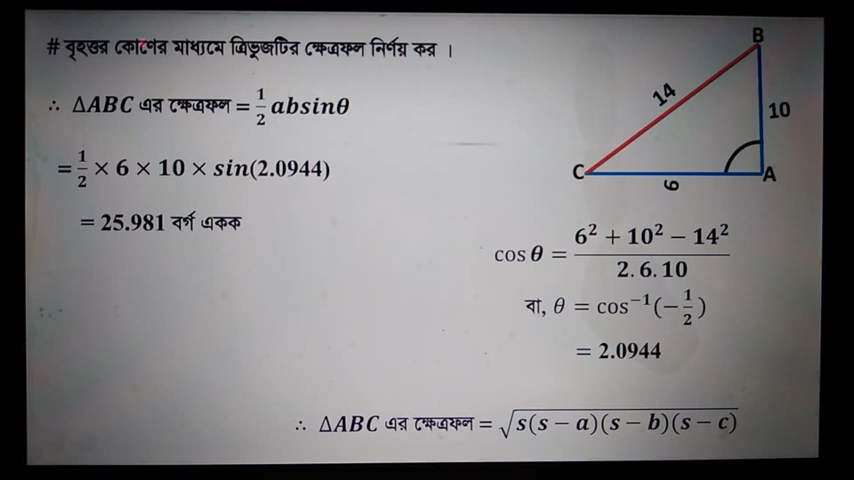 # বৃহত্তর কোণের মাধ্যমে ত্রিভূজটির ক্ষেত্রফল নির্ণয় কর ।
∴ ΔABC এর ক্ষেত্রফল = 1/2 absinθ
= 1/2 × 6 × 10 × sin(2.0944)
= 25.981 বর্গ একক
B
14
10
C
A
6
cos θ = (6² + 10² − 14²)/(2.6.10)
বা, θ = cos⁻¹(−1/2)
= 2.0944
∴ ΔABC এর ক্ষেত্রফল = √s(s − a)(s − b)(s − c)